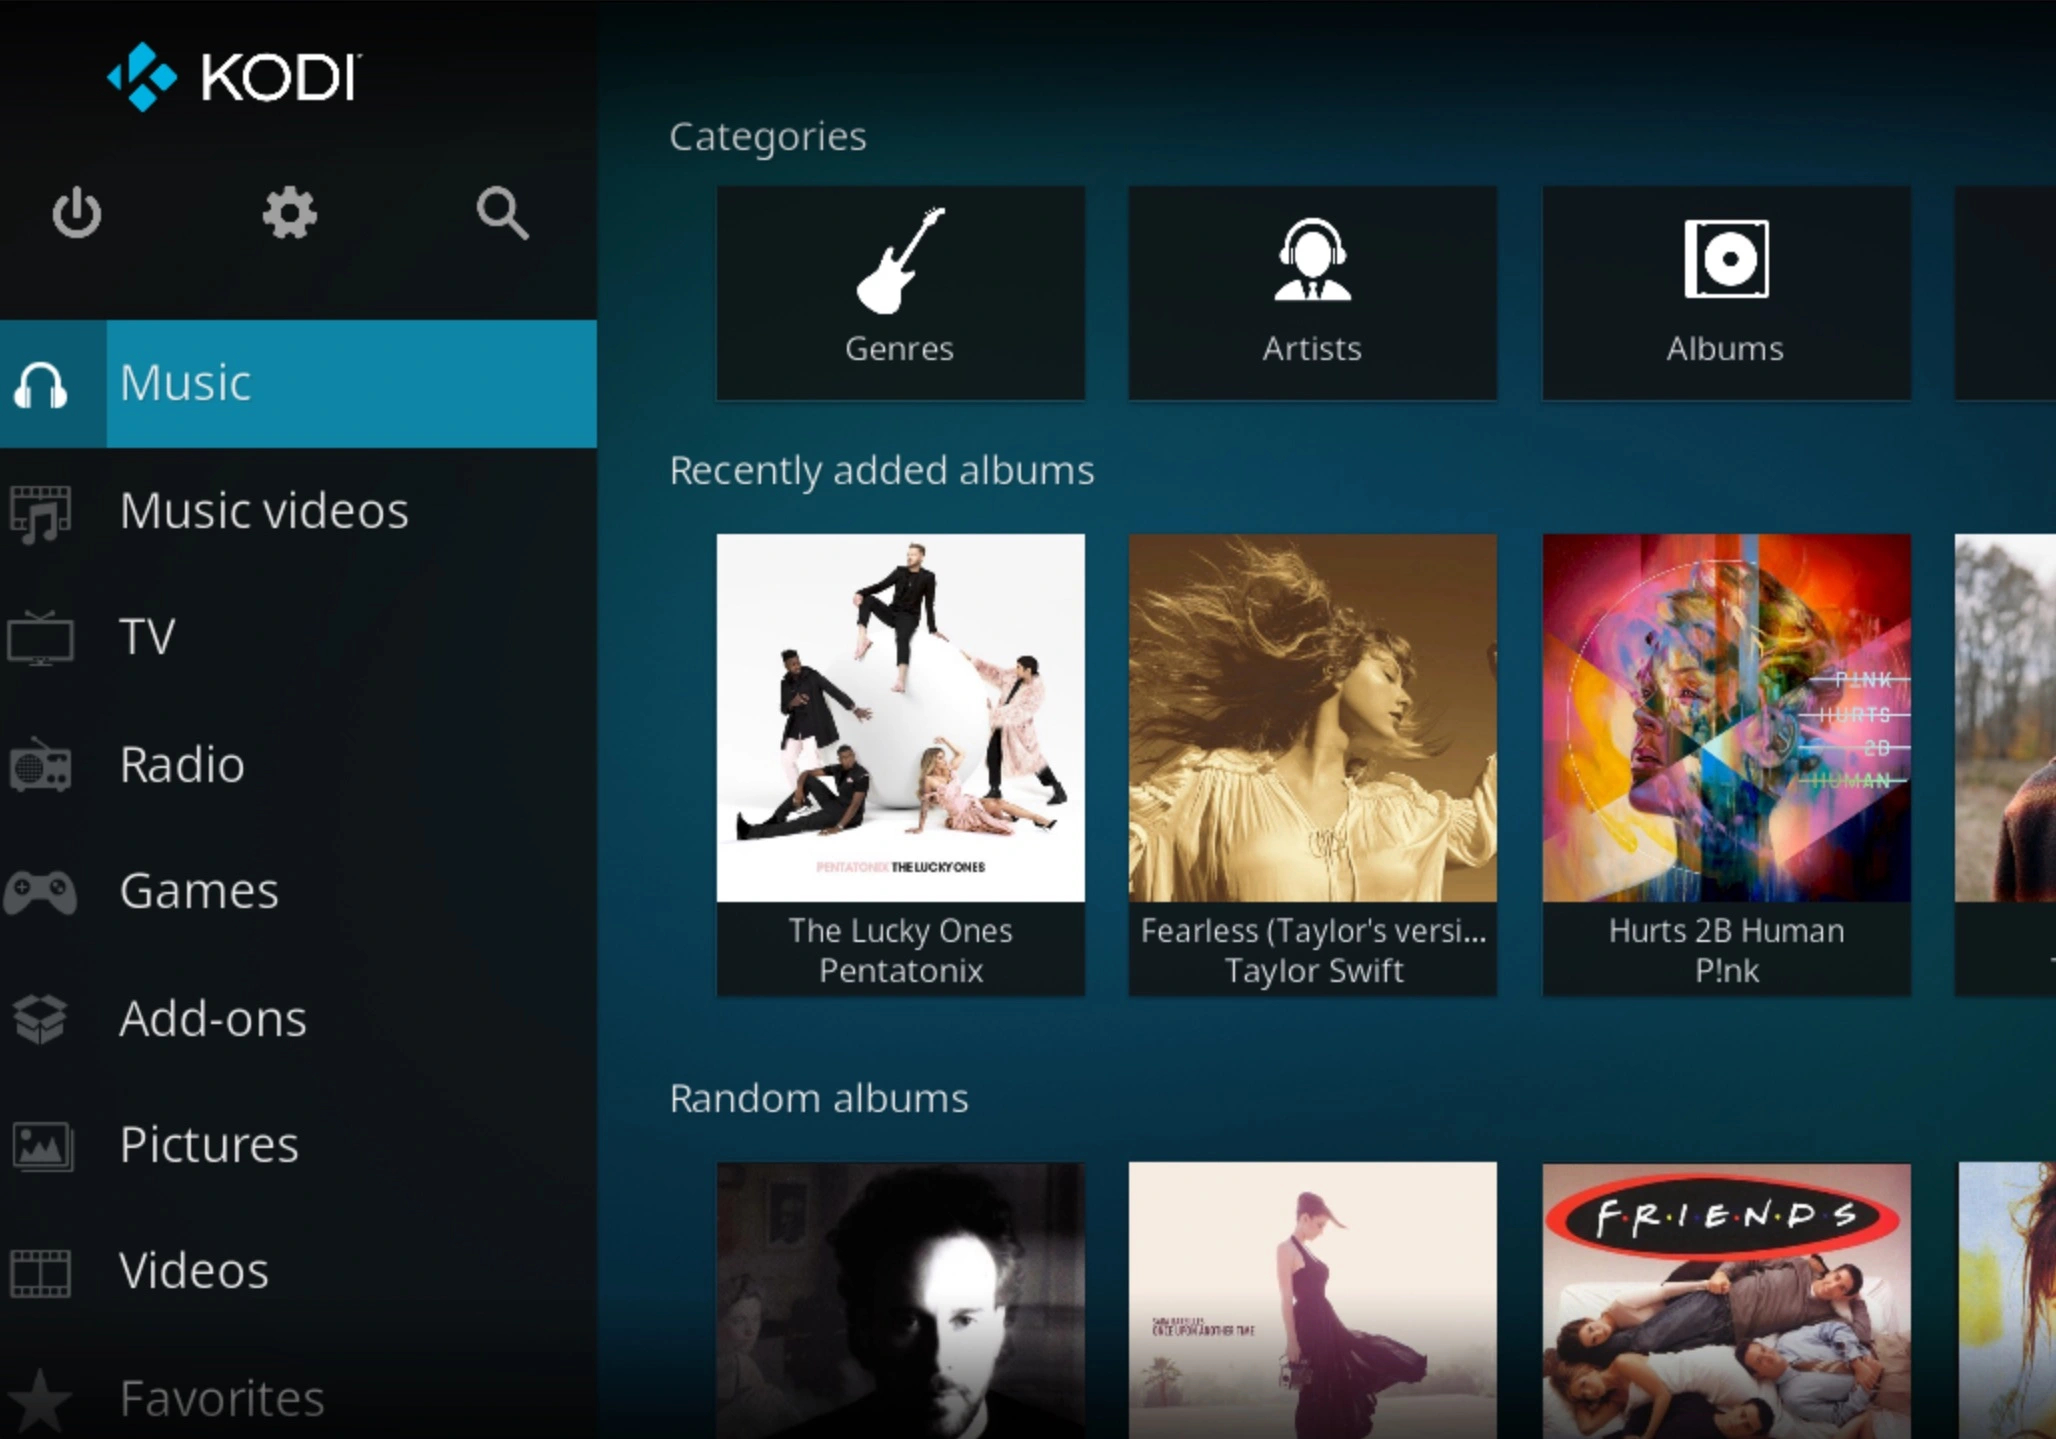 KODI
Music
Music videos
TV
Radio
Games
Add-ons
Pictures
Videos
Favorites
Categories
Genres
Artists
Albums
Recently added albums
PENTATONIX THE LUCKY ONES
The Lucky Ones
Pentatonix
Fearless (Taylor's versi...
Taylor Swift
P!NK
HURTS
2B
HUMAN
Hurts 2B Human
P!nk
Random albums
SARA BAREILLES
ONCE UPON ANOTHER TIME
F·R·I·E·N·D·S